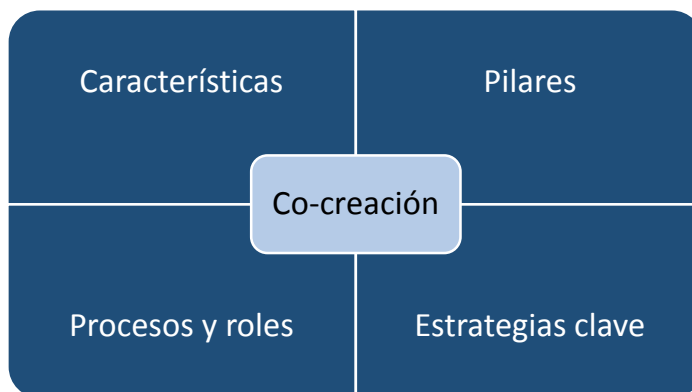 Características
Pilares
Co-creación
Procesos y roles
Estrategias clave